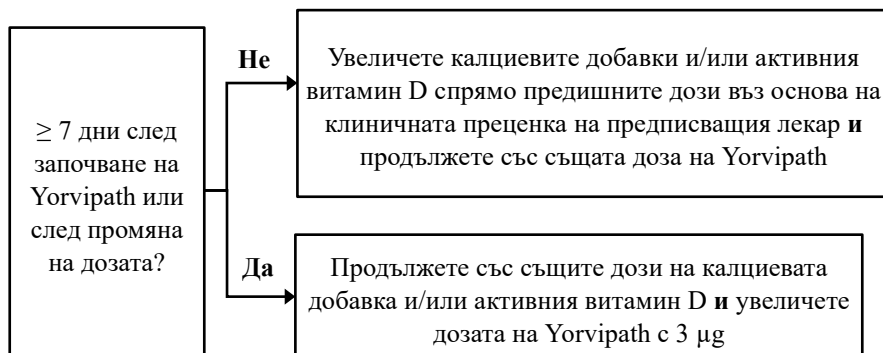 ≥ 7 дни след
започване на
Yorvipath или
след промяна
на дозата?
Не
Увеличете калциевите добавки и/или активния
витамин D спрямо предишните дози въз основа на
клиничната преценка на предписващия лекар и
продължете със същата доза на Yorvipath
Да
Продължете със същите дози на калциевата
добавка и/или активния витамин D и увеличете
дозата на Yorvipath с 3 µg